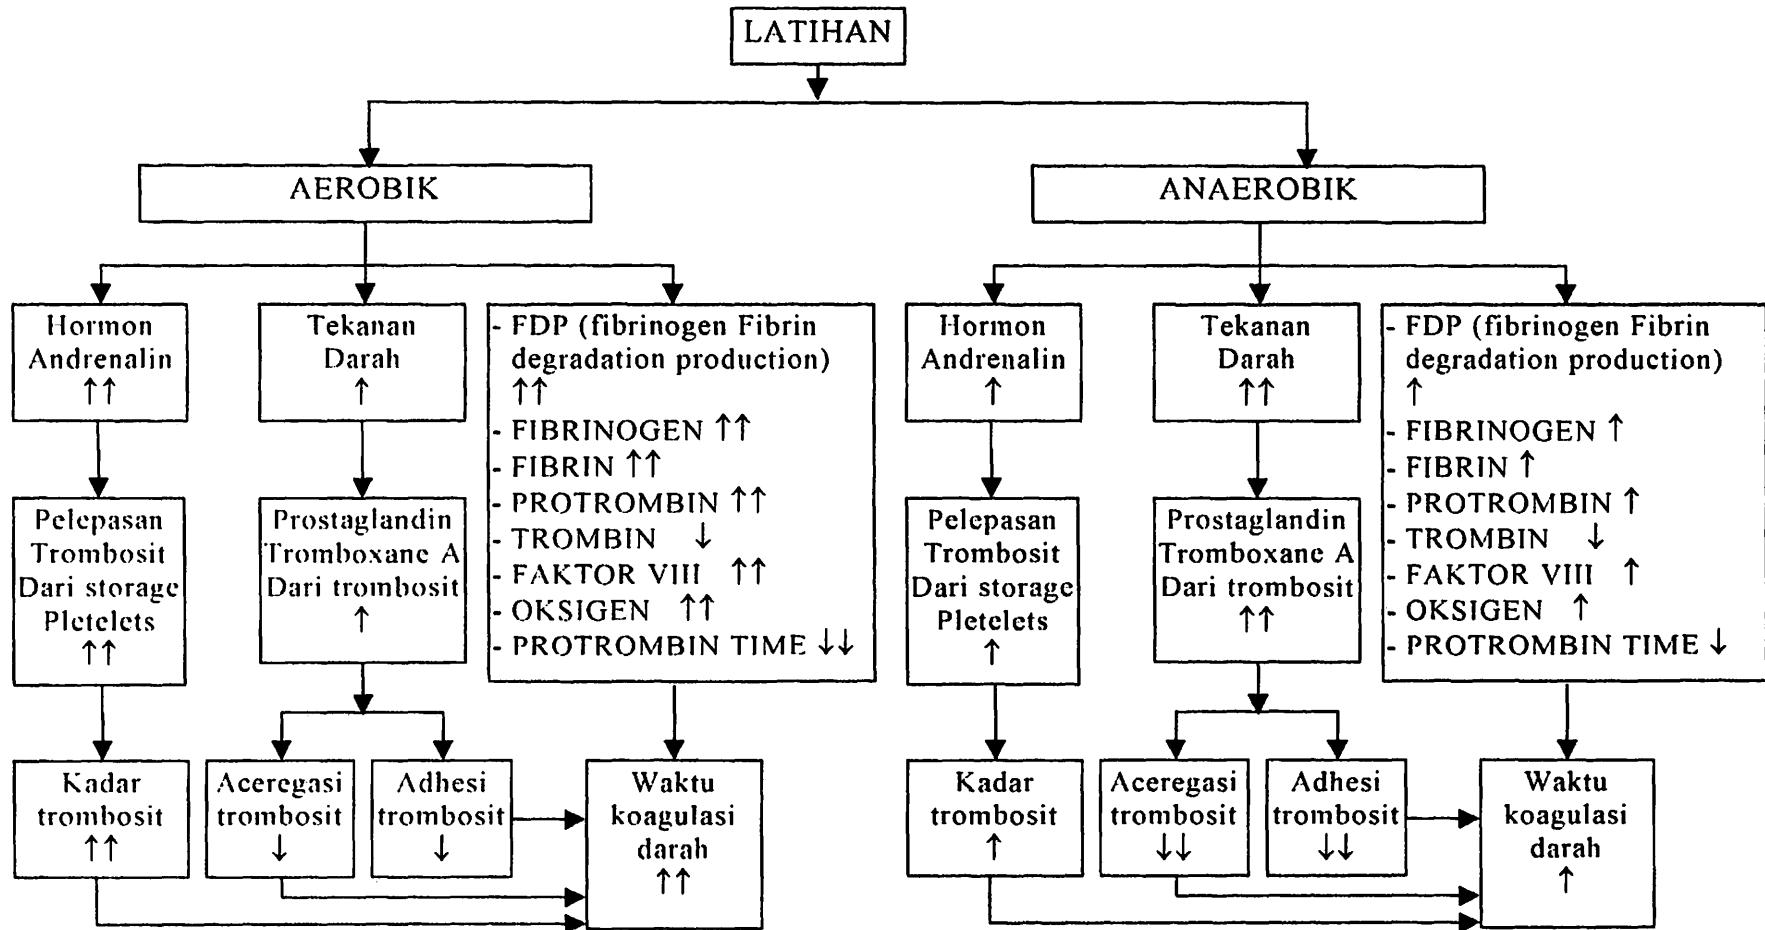 LATIHAN
AEROBIK
Hormon
Andrenalin
↑↑
Pelepasan
Trombosit
Dari storage
Pletelets
↑↑
Kadar
trombosit
↑↑
Tekanan
Darah
↑
Prostaglandin
Tromboxane A
Dari trombosit
↑
Aceregasi
trombosit
↓
Adhesi
trombosit
↓
- FDP (fibrinogen Fibrin
degradation production)
↑↑
- FIBRINOGEN ↑↑
- FIBRIN ↑↑
- PROTROMBIN ↑↑
- TROMBIN ↓
- FAKTOR VIII ↑↑
- OKSIGEN ↑↑
- PROTROMBIN TIME ↓↓
Waktu
koagulasi
darah
↑↑
ANAEROBIK
Hormon
Andrenalin
↑
Pelepasan
Trombosit
Dari storage
Pletelets
↑
Kadar
trombosit
↑
Tekanan
Darah
↑↑
Prostaglandin
Tromboxane A
Dari trombosit
↑↑
Aceregasi
trombosit
↓↓
Adhesi
trombosit
↓↓
- FDP (fibrinogen Fibrin
degradation production)
↑
- FIBRINOGEN ↑
- FIBRIN ↑
- PROTROMBIN ↑
- TROMBIN ↓
- FAKTOR VIII ↑
- OKSIGEN ↑
- PROTROMBIN TIME ↓
Waktu
koagulasi
darah
↑